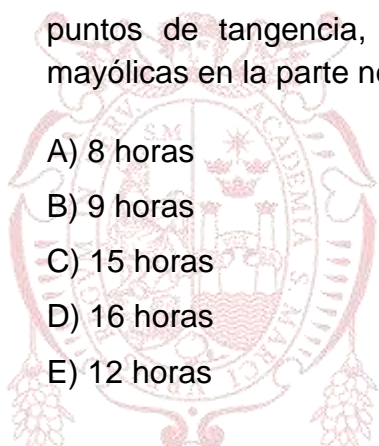 puntos de tangencia,
mayólicas en la parte
A) 8 horas
B) 9 horas
C) 15 horas
D) 16 horas
E) 12 horas